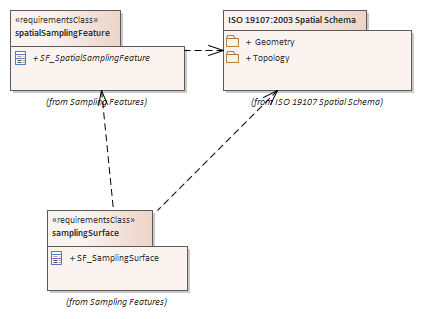 «requirementsClass»
spatialSamplingFeature
+ SF_SpatialSamplingFeature
(from Sampling Features)
ISO 19107:2003 Spatial Schema
+ Geometry
+ Topology
(from ISO 19107 Spatial Schema)
«requirementsClass»
samplingSurface
+ SF_SamplingSurface
(from Sampling Features)